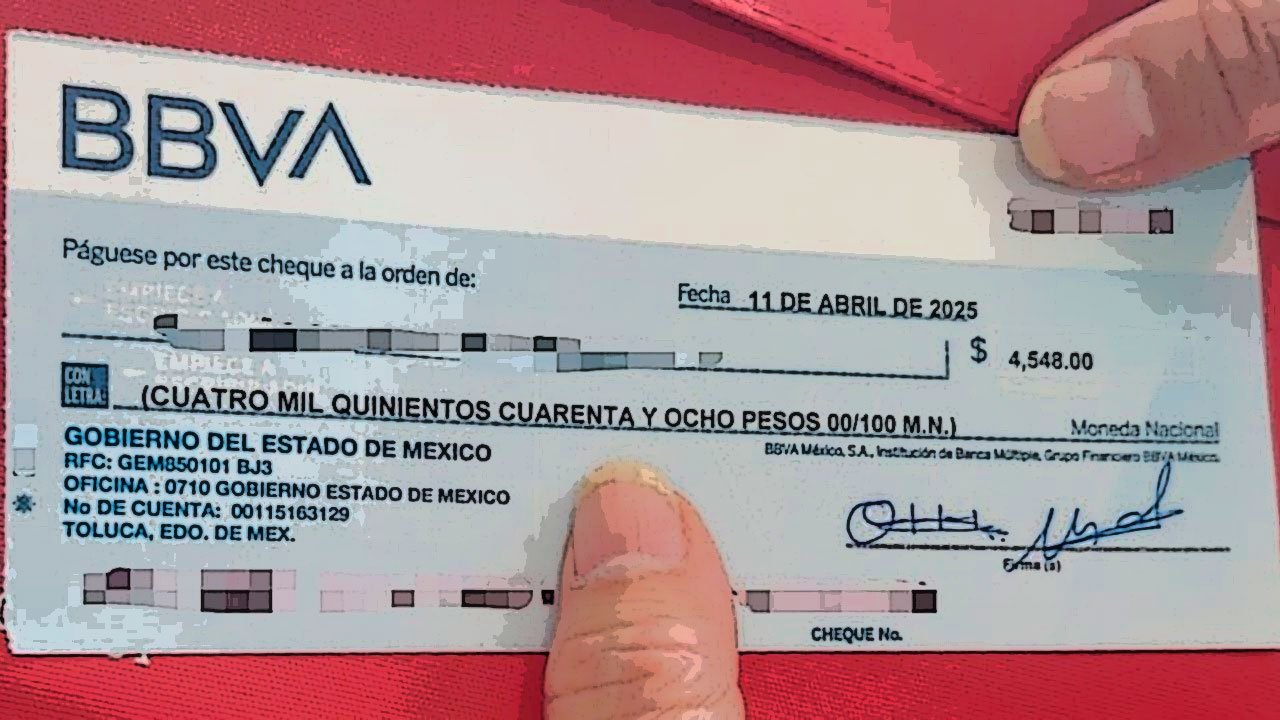 BBVA
Páguese por este cheque a la orden de:
Fecha 11 DE ABRIL DE 2025
EMPIECE A
$ 4,548.00
CON LETRA: (CUATRO MIL QUINIENTOS CUARENTA Y OCHO PESOS 00/100 M.N.)
Moneda Nacional
GOBIERNO DEL ESTADO DE MEXICO
BBVA México, S.A., Institución de Banca Múltiple, Grupo Financiero BBVA México.
RFC: GEM850101 BJ3
OFICINA : 0710 GOBIERNO ESTADO DE MEXICO
No DE CUENTA: 00115163129
TOLUCA, EDO. DE MEX.
Firma (s)
CHEQUE No.